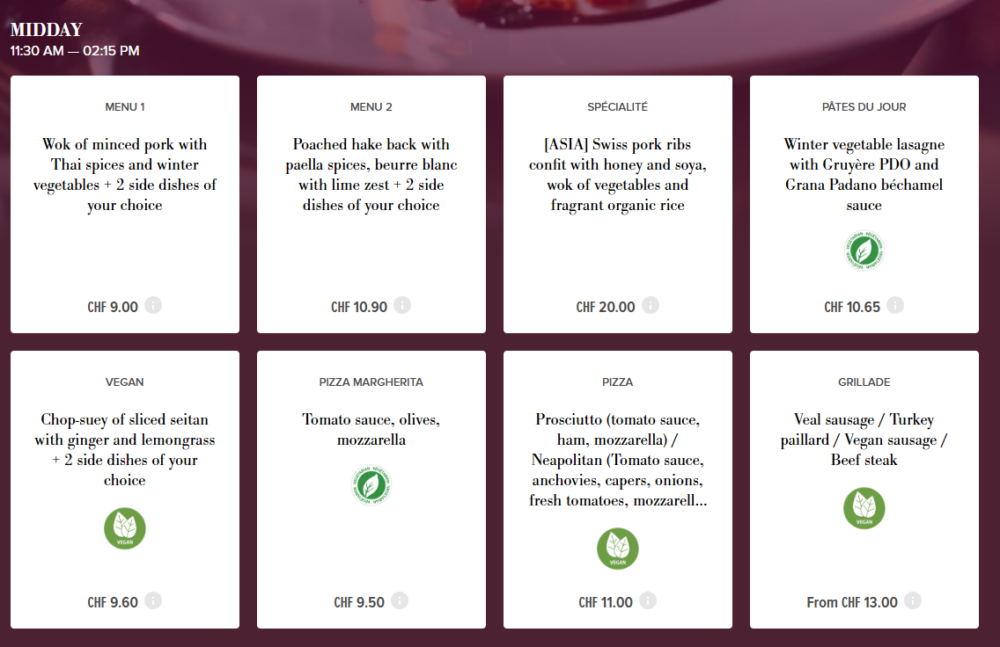 MIDDAY
11:30 AM — 02:15 PM
MENU 1
Wok of minced pork with
Thai spices and winter
vegetables + 2 side dishes of
your choice
CHF 9.00
MENU 2
Poached hake back with
paella spices, beurre blanc
with lime zest + 2 side
dishes of your choice
CHF 10.90
SPÉCIALITÉ
[ASIA] Swiss pork ribs
confit with honey and soya,
wok of vegetables and
fragrant organic rice
CHF 20.00
PÂTES DU JOUR
Winter vegetable lasagne
with Gruyère PDO and
Grana Padano béchamel
sauce
CHF 10.65
VEGAN
Chop-suey of sliced seitan
with ginger and lemongrass
+ 2 side dishes of your
choice
VEGAN
CHF 9.60
PIZZA MARGHERITA
Tomato sauce, olives,
mozzarella
CHF 9.50
PIZZA
Prosciutto (tomato sauce,
ham, mozzarella) /
Neapolitan (Tomato sauce,
anchovies, capers, onions,
fresh tomatoes, mozzarell...
VEGAN
CHF 11.00
GRILLADE
Veal sausage / Turkey
paillard / Vegan sausage /
Beef steak
VEGAN
From CHF 13.00